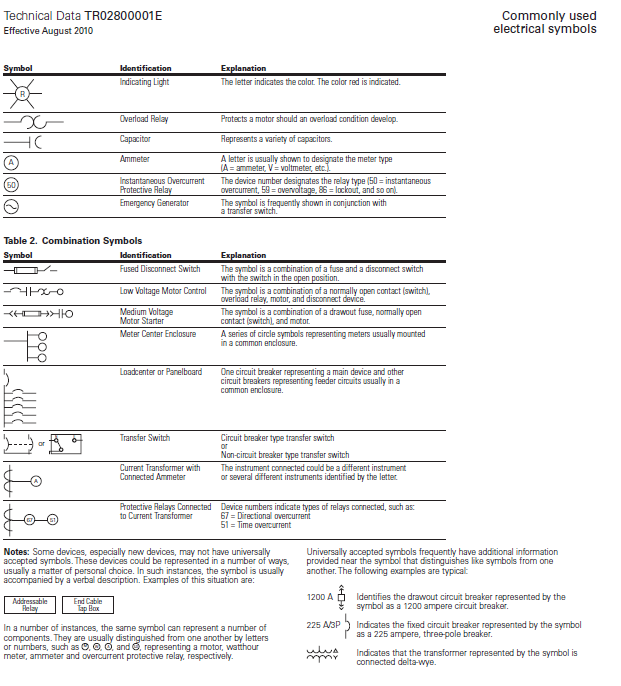 Technical Data TR02800001E
Effective August 2010
Commonly used
electrical symbols
Symbol Identification Explanation
R
Indicating Light The letter indicates the color. The color red is indicated.
Overload Relay Protects a motor should an overload condition develop.
Capacitor Represents a variety of capacitors.
A
Ammeter A letter is usually shown to designate the meter type
(A = ammeter, V = voltmeter, etc.).
50
Instantaneous Overcurrent The device number designates the relay type (50 = instantaneous
Protective Relay overcurrent, 59 = overvoltage, 86 = lockout, and so on).
Emergency Generator The symbol is frequently shown in conjunction with
a transfer switch.
Table 2. Combination Symbols
Symbol Identification Explanation
Fused Disconnect Switch The symbol is a combination of a fuse and a disconnect switch
with the switch in the open position.
Low Voltage Motor Control The symbol is a combination of a normally open contact (switch),
overload relay, motor, and disconnect device.
Medium Voltage The symbol is a combination of a drawout fuse, normally open
Motor Starter contact (switch), and motor.
Meter Center Enclosure A series of circle symbols representing meters usually mounted
in a common enclosure.
Loadcenter or Panelboard One circuit breaker representing a main device and other
circuit breakers representing feeder circuits usually in a
common enclosure.
or
Transfer Switch Circuit breaker type transfer switch
or
Non-circuit breaker type transfer switch
Current Transformer with The instrument connected could be a different instrument
Connected Ammeter or several different instruments identified by the letter.
A
Protective Relays Connected Device numbers indicate types of relays connected, such as:
to Current Transformer 67 = Directional overcurrent
67 51
51 = Time overcurrent
Notes: Some devices, especially new devices, may not have universally
accepted symbols. These devices could be represented in a number of ways,
usually a matter of personal choice. In such instances, the symbol is usually
accompanied by a verbal description. Examples of this situation are:
Addressable
Relay
End Cable
Tap Box
In a number of instances, the same symbol can represent a number of
components. They are usually distinguished from one another by letters
or numbers, such as , , , and , representing a motor, watthour
meter, ammeter and overcurrent protective relay, respectively.
Universally accepted symbols frequently have additional information
provided near the symbol that distinguishes like symbols from one
another. The following examples are typical:
1200 A Identifies the drawout circuit breaker represented by the
symbol as a 1200 ampere circuit breaker.
225 A/3P Indicates the fixed circuit breaker represented by the symbol
as a 225 ampere, three-pole breaker.
Indicates that the transformer represented by the symbol is
connected delta-wye.